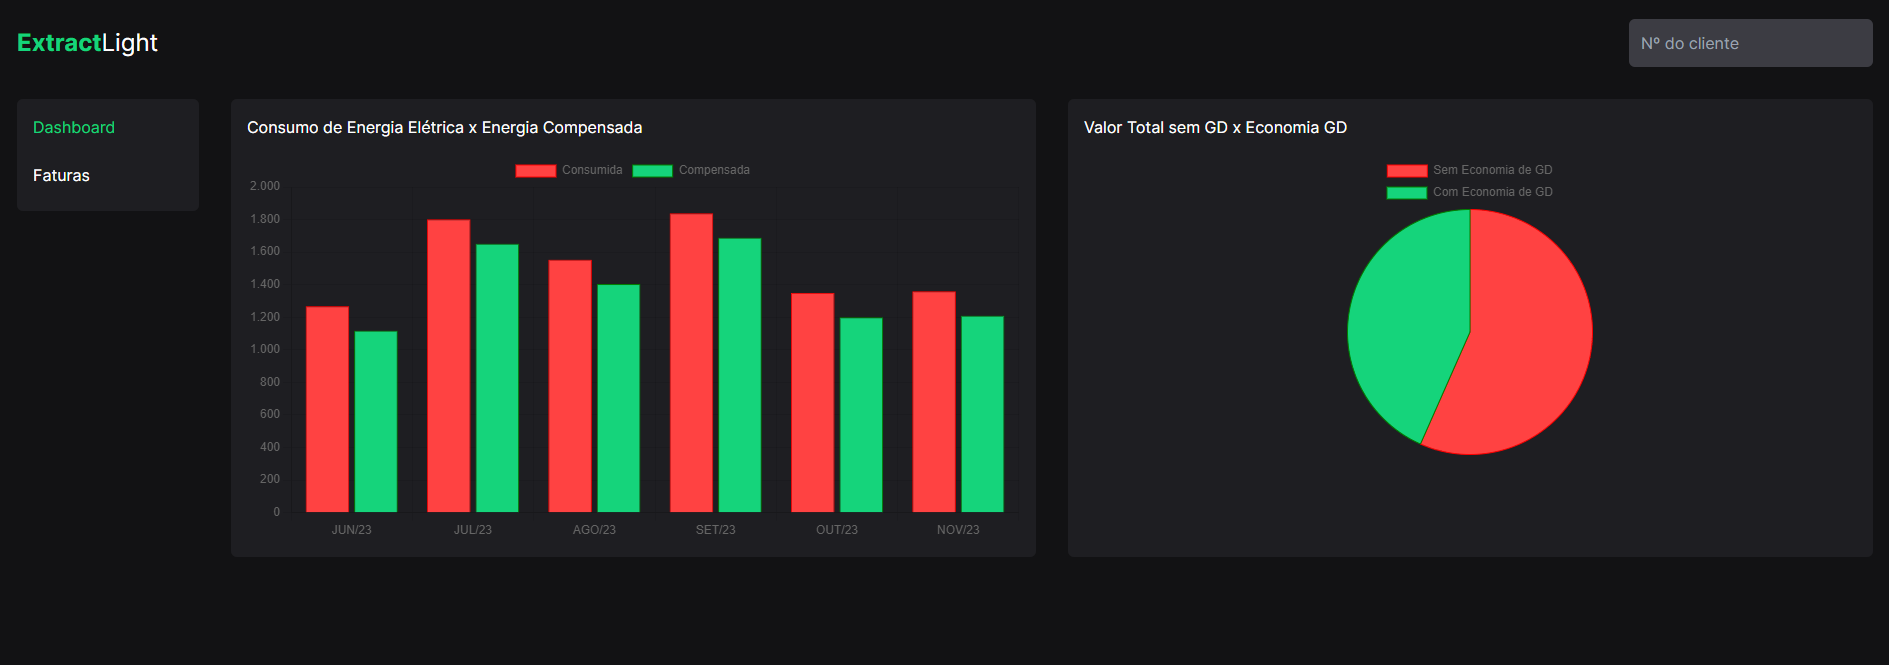 ExtractLight
Nº do cliente
Dashboard
Faturas
Consumo de Energia Elétrica x Energia Compensada
Consumida
Compensada
2.000
1.800
1.600
1.400
1.200
1.000
800
600
400
200
0
JUN/23
JUL/23
AGO/23
SET/23
OUT/23
NOV/23
Valor Total sem GD x Economia GD
Sem Economia de GD
Com Economia de GD